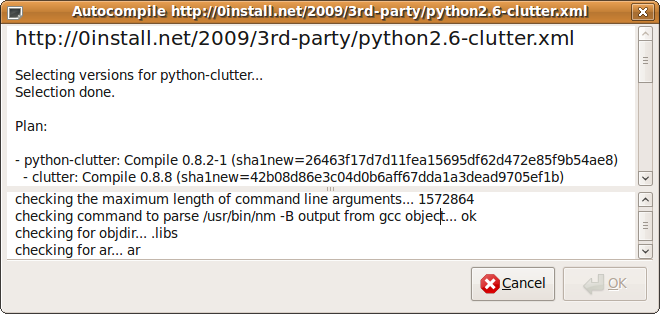 Autocompile http://0install.net/2009/3rd-party/python2.6-clutter.xml
http://0install.net/2009/3rd-party/python2.6-clutter.xml
Selecting versions for python-clutter...
Selection done.
Plan:
- python-clutter: Compile 0.8.2-1 (sha1new=26463f17d7d11fea15695df62d472e85f9b54ae8)
- clutter: Compile 0.8.8 (sha1new=42b08d86e3c04d0b6aff67dda1a3dead9705ef1b)
checking the maximum length of command line arguments... 1572864
checking command to parse /usr/bin/nm -B output from gcc object... ok
checking for objdir... .libs
checking for ar... ar
Cancel
OK